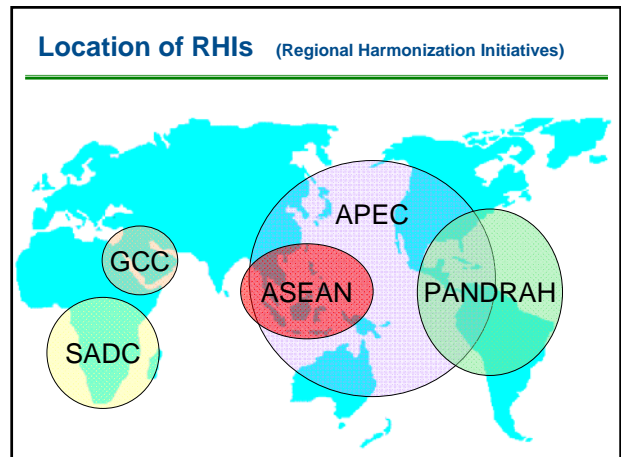 Location of RHIs (Regional Harmonization Initiatives)
APEC
GCC
ASEAN
PANDRAH
SADC